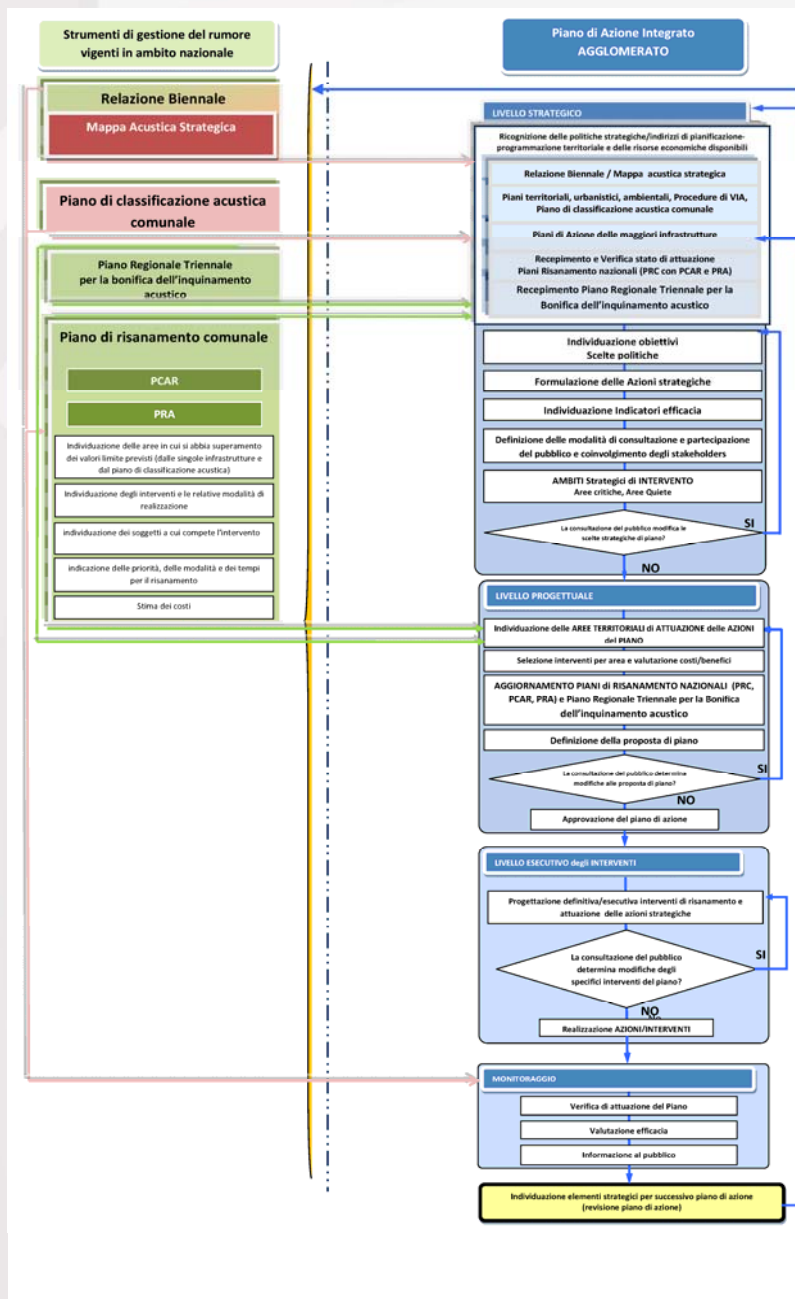 Strumenti di gestione del rumore
vigenti in ambito nazionale
Relazione Biennale
Mappa Acustica Strategica
Piano di classificazione acustica
comunale
Piano Regionale Triennale
per la bonifica dell'inquinamento
acustico
Piano di risanamento comunale
PCAR
PRA
Individuazione delle aree in cui si abbia superamento
dei valori limite previsti (dalle singole infrastrutture e
dal piano di classificazione acustica)
Individuazione degli interventi e le relative modalità di
realizzazione
individuazione dei soggetti a cui compete l'intervento
indicazione delle priorità, delle modalità e dei tempi
per il risanamento
Stima dei costi
Piano di Azione Integrato
AGGLOMERATO
LIVELLO STRATEGICO
Ricognizione delle politiche strategiche/indirizzi di pianificazione-
programmazione territoriale e delle risorse economiche disponibili
Relazione Biennale / Mappa acustica strategica
Piani territoriali, urbanistici, ambientali, Procedure di VIA,
Piano di classificazione acustica comunale
Piani di Azione delle maggiori infrastrutture
Recepimento e Verifica stato di attuazione
Piani Risanamento nazionali (PRC con PCAR e PRA)
Recepimento Piano Regionale Triennale per la
Bonifica dell'inquinamento acustico
Individuazione obiettivi
Scelte politiche
Formulazione delle Azioni strategiche
Individuazione Indicatori efficacia
Definizione delle modalità di consultazione e partecipazione
del pubblico e coinvolgimento degli stakeholders
AMBITI Strategici di INTERVENTO
Aree critiche, Aree Quiete
La consultazione del pubblico modifica le
scelte strategiche di piano?
SI
NO
LIVELLO PROGETTUALE
Individuazione delle AREE TERRITORIALI di ATTUAZIONE delle AZIONI
del PIANO
Selezione interventi per area e valutazione costi/benefici
AGGIORNAMENTO PIANI di RISANAMENTO NAZIONALI (PRC,
PCAR, PRA) e Piano Regionale Triennale per la Bonifica
dell'inquinamento acustico
Definizione della proposta di piano
La consultazione del pubblico determina
modifiche alle proposta di piano?
SI
NO
Approvazione del piano di azione
LIVELLO ESECUTIVO degli INTERVENTI
Progettazione definitiva/esecutiva interventi di risanamento e
attuazione delle azioni strategiche
La consultazione del pubblico
determina modifiche degli
specifici interventi del piano?
SI
NO
Realizzazione AZIONI/INTERVENTI
MONITORAGGIO
Verifica di attuazione del Piano
Valutazione efficacia
Informazione al pubblico
Individuazione elementi strategici per successivo piano di azione
(revisione piano di azione)